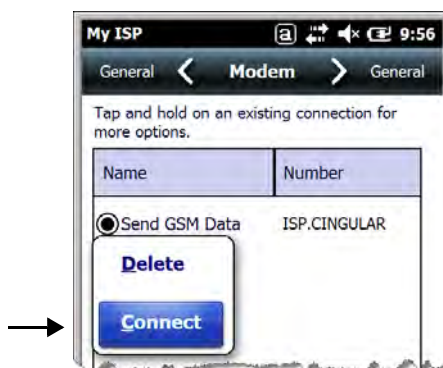 My ISP a 9:56
General Modem General
Tap and hold on an existing connection for
more options.
Name Number
Send GSM Data ISP.CINGULAR
Delete
Connect